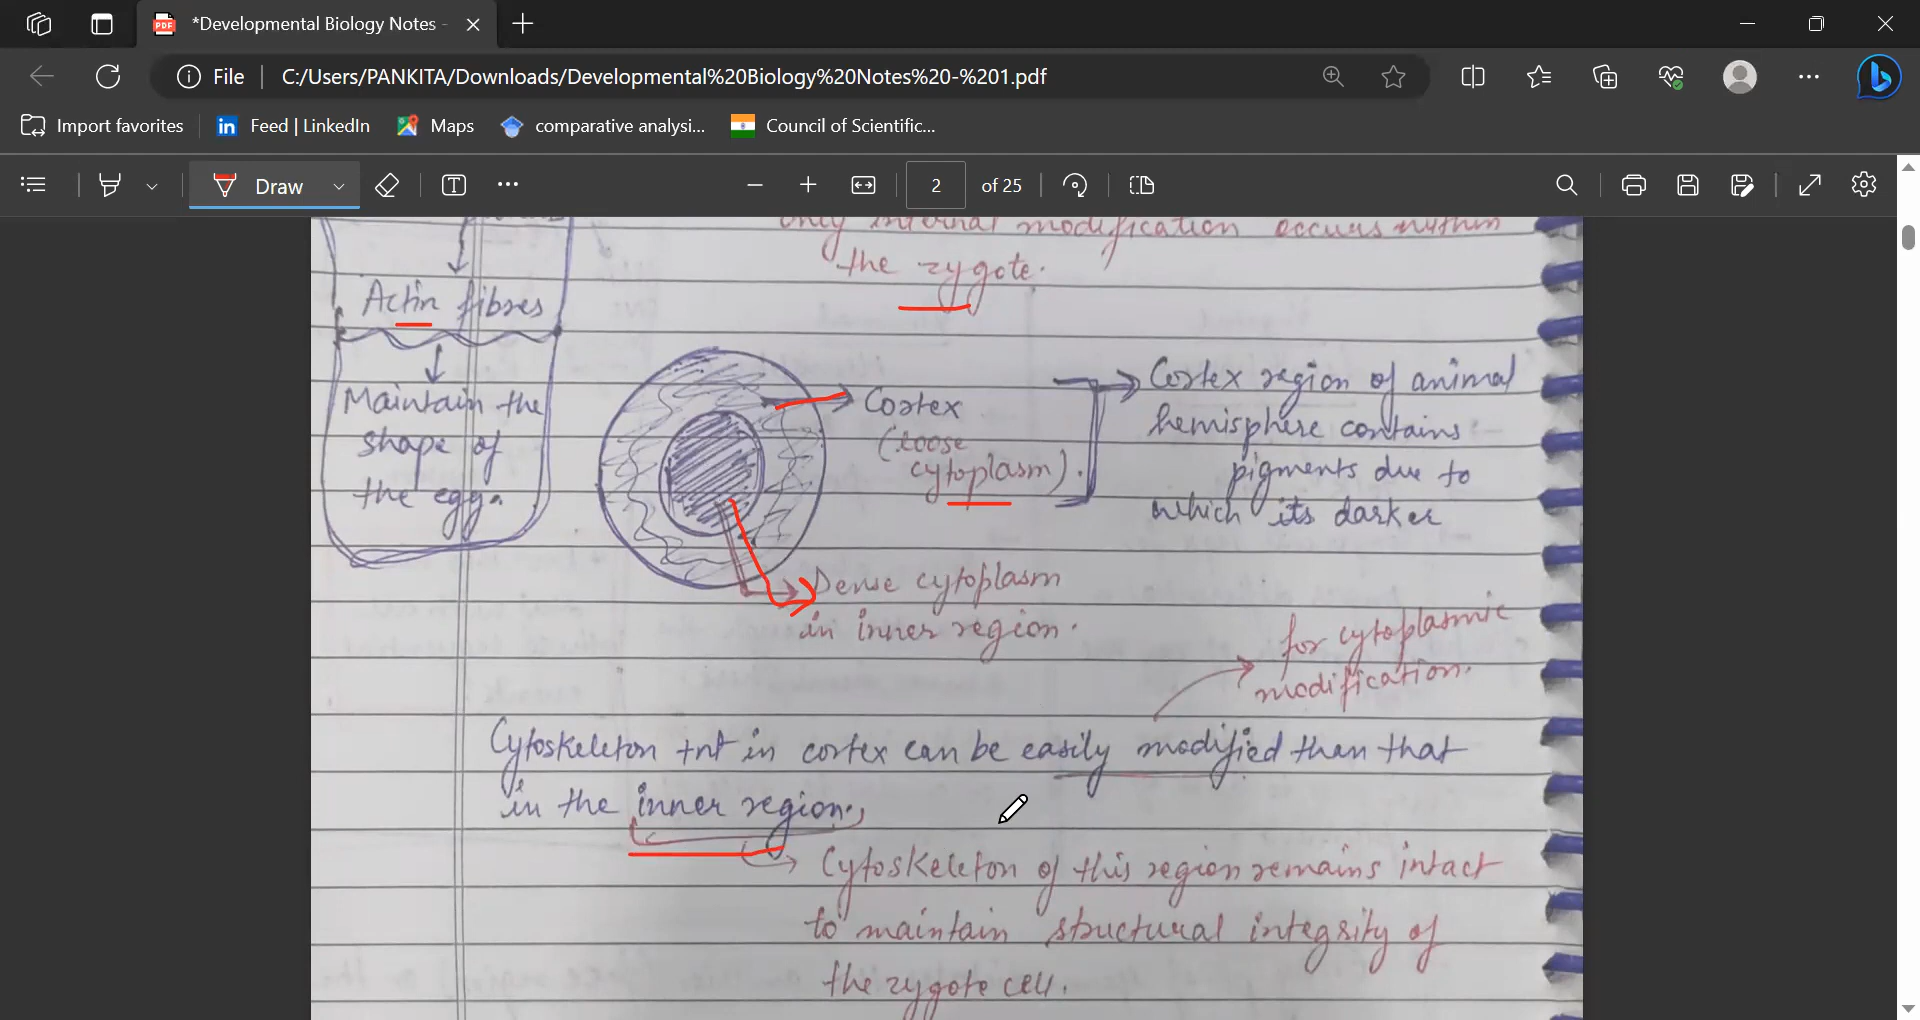 *Developmental Biology Notes -
File
C:/Users/PANKITA/Downloads/Developmental%20Biology%20Notes%20-%201.pdf
Import favorites
Feed | LinkedIn
Maps
comparative analysi...
Council of Scientific...
Draw
2 of 25
only internal modification occurs within
the zygote.
Actin fibres
Maintain the
shape of
the egg.
Cortex
(loose
cytoplasm).
Cortex region of animal
hemisphere contains
pigments due to
which its darker
Dense cytoplasm
in inner region.
for cytoplasmic
modification.
Cytoskeleton tnt in cortex can be easily modified than that
in the inner region.
Cytoskeleton of this region remains intact
to maintain structural integrity of
the zygote cell.